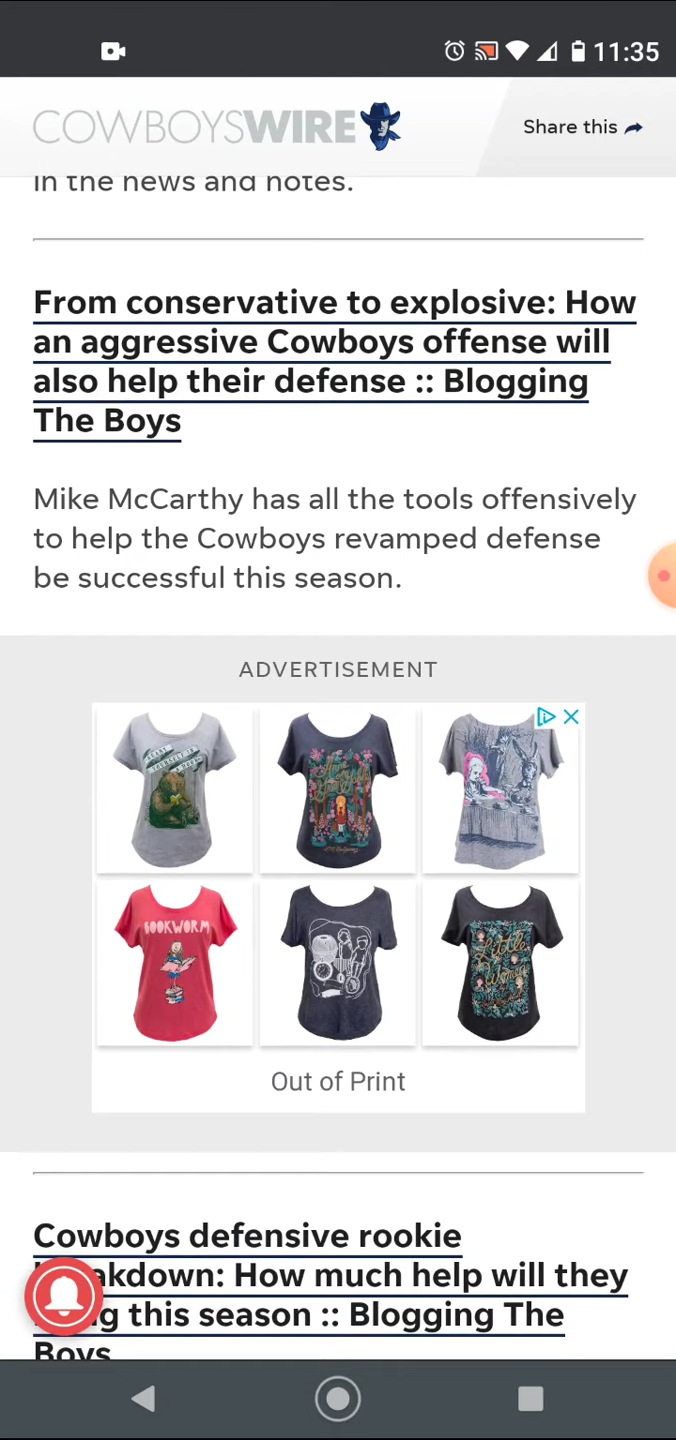 11:35
COWBOYSWIRE
Share this
in the news and notes.
From conservative to explosive: How
an aggressive Cowboys offense will
also help their defense :: Blogging
The Boys
Mike McCarthy has all the tools offensively
to help the Cowboys revamped defense
be successful this season.
ADVERTISEMENT
BOOKWORM
Little
Women
Out of Print
Cowboys defensive rookie
How much help will they
this season :: Blogging The
Boys